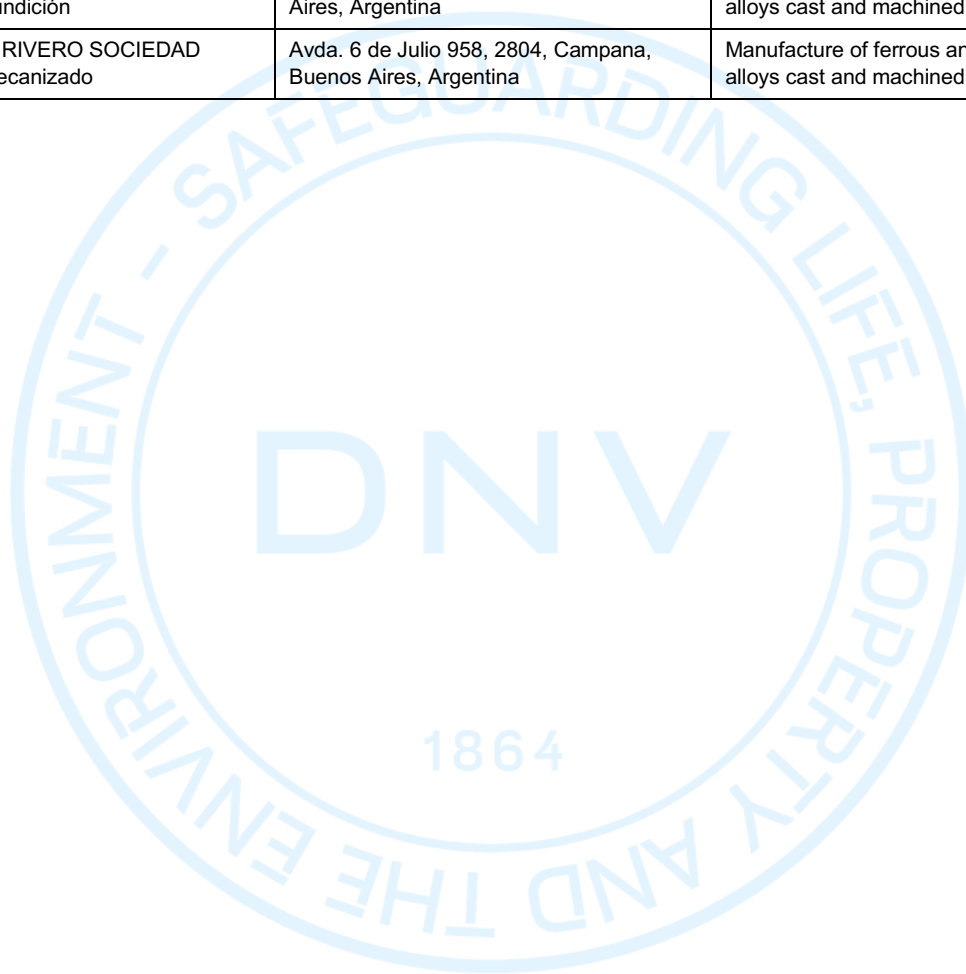 undición
Aires, Argentina
alloys cast and machined
RIVERO SOCIEDAD
ecanizado
Avda. 6 de Julio 958, 2804, Campana,
Buenos Aires, Argentina
Manufacture of ferrous an
alloys cast and machined
SAFEGUARDING LIFE, PROPERTY AND THE ENVIRONMENT -
DNV
1864